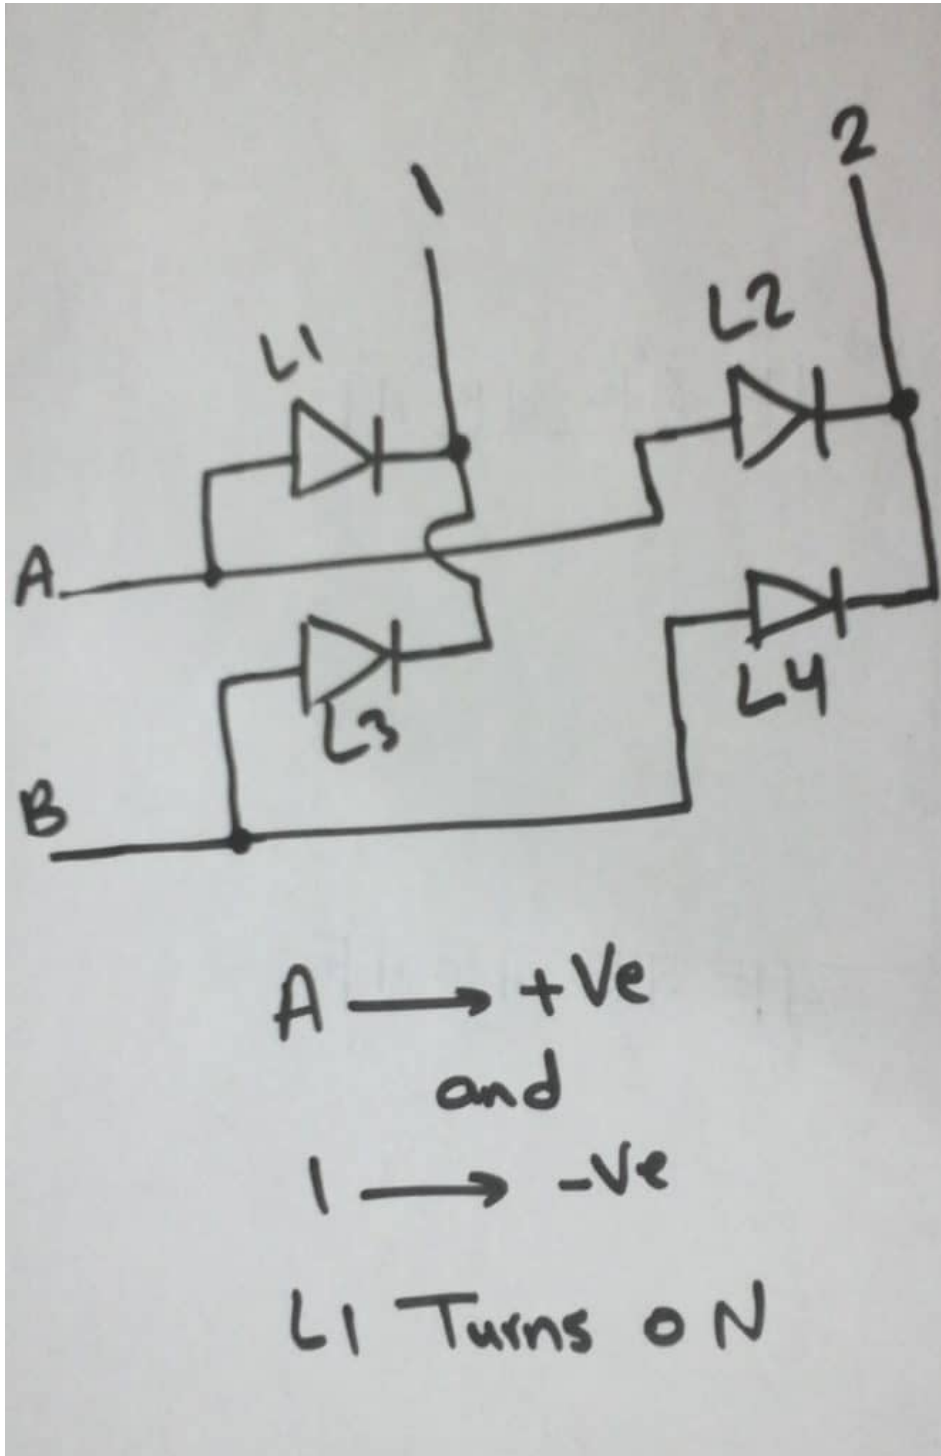 1
2
L1
L2
A
L3
L4
B
A → +Ve
and
1 → -Ve
L1 Turns ON